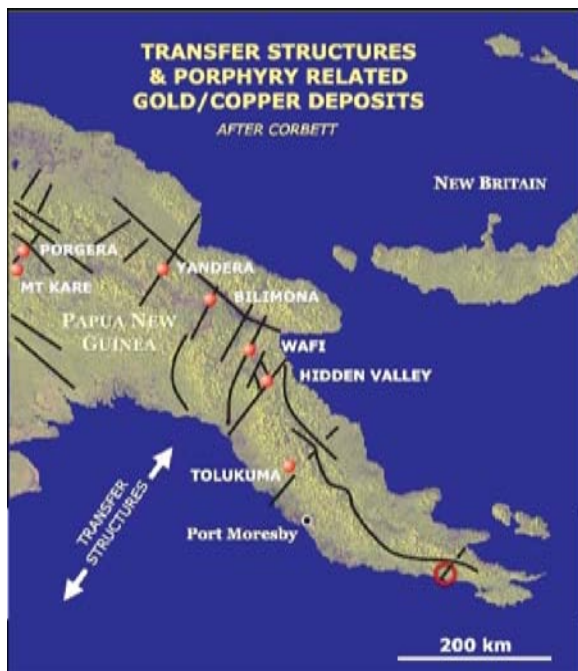 TRANSFER STRUCTURES
& PORPHYRY RELATED
GOLD/COPPER DEPOSITS
AFTER CORBETT
NEW BRITAIN
PORGERA
MT KARE
YANDERA
BILIMONA
PAPUA NEW
GUINEA
WAFI
HIDDEN VALLEY
TOLUKUMA
TRANSFER
STRUCTURES
Port Moresby
200 km